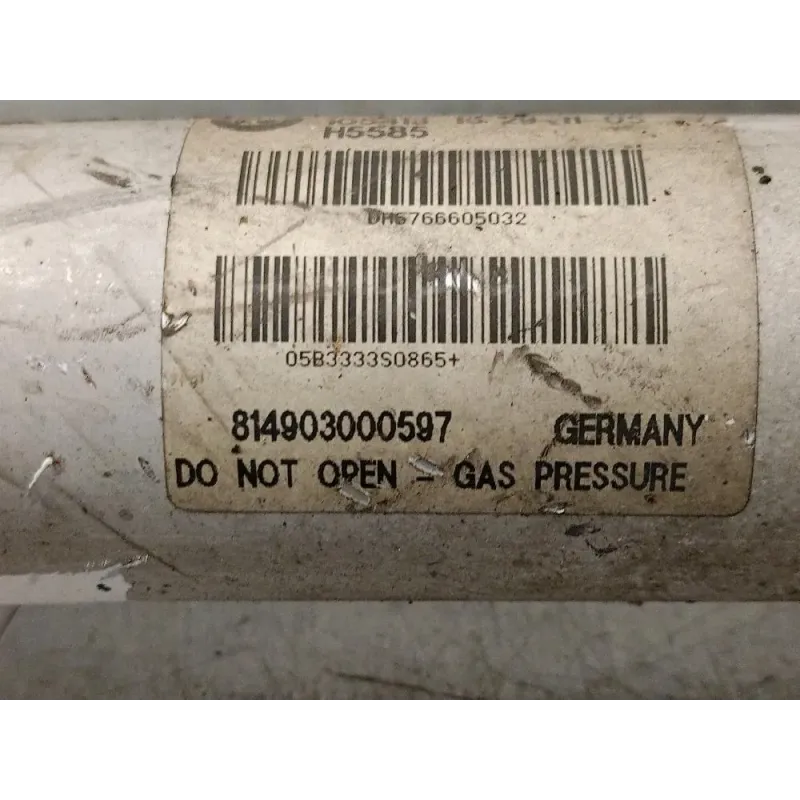 H5585
DH6766605032
05B3333S0865+
814903000597 GERMANY
DO NOT OPEN - GAS PRESSURE